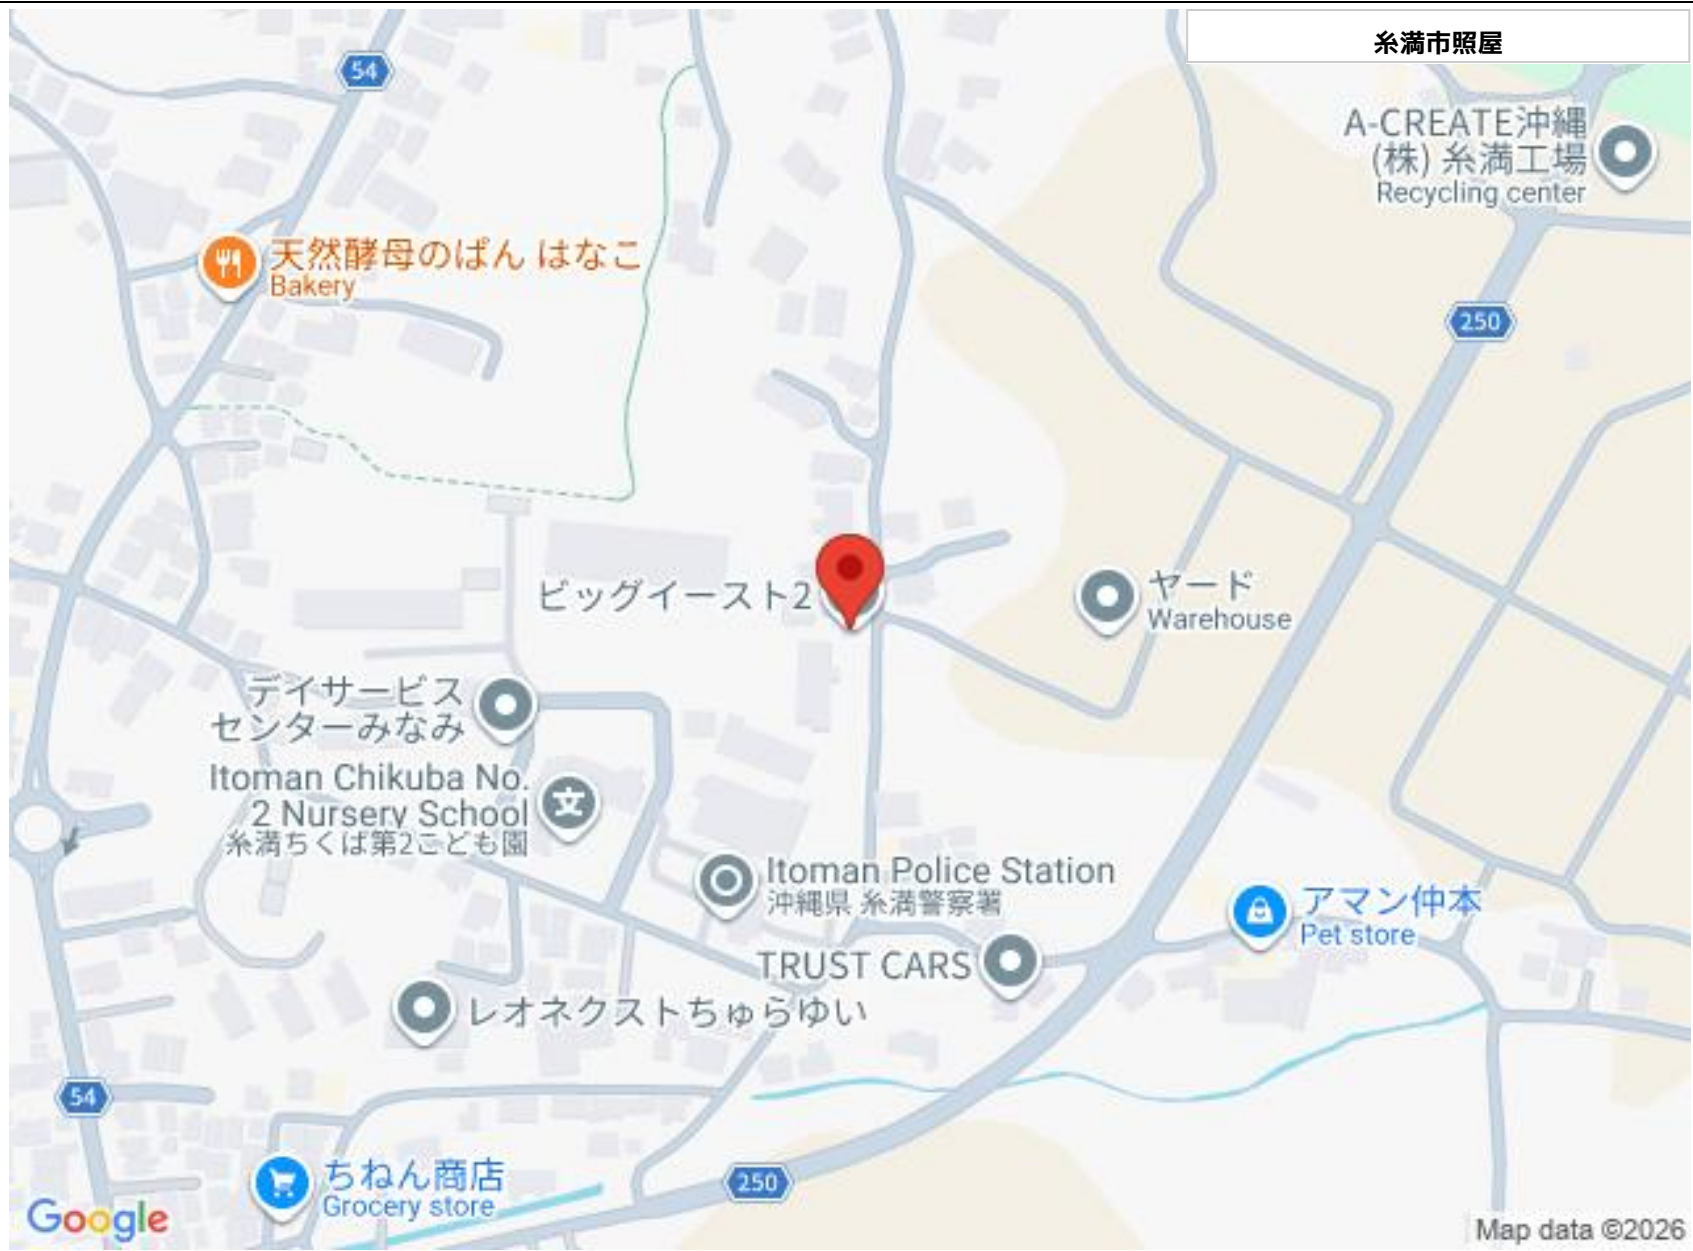 糸満市照屋
54
A-CREATE沖縄
(株) 糸満工場
Recycling center
天然酵母のぱん はなこ
Bakery
250
ビッグイースト2
ヤード
Warehouse
デイサービス
センターみなみ
Itoman Chikuba No.
2 Nursery School
糸満ちくば第2こども園
文
Itoman Police Station
沖縄県 糸満警察署
アマン仲本
Pet store
TRUST CARS
レオネクストちゅらゆい
54
ちねん商店
Grocery store
250
Google
Map data ©2026